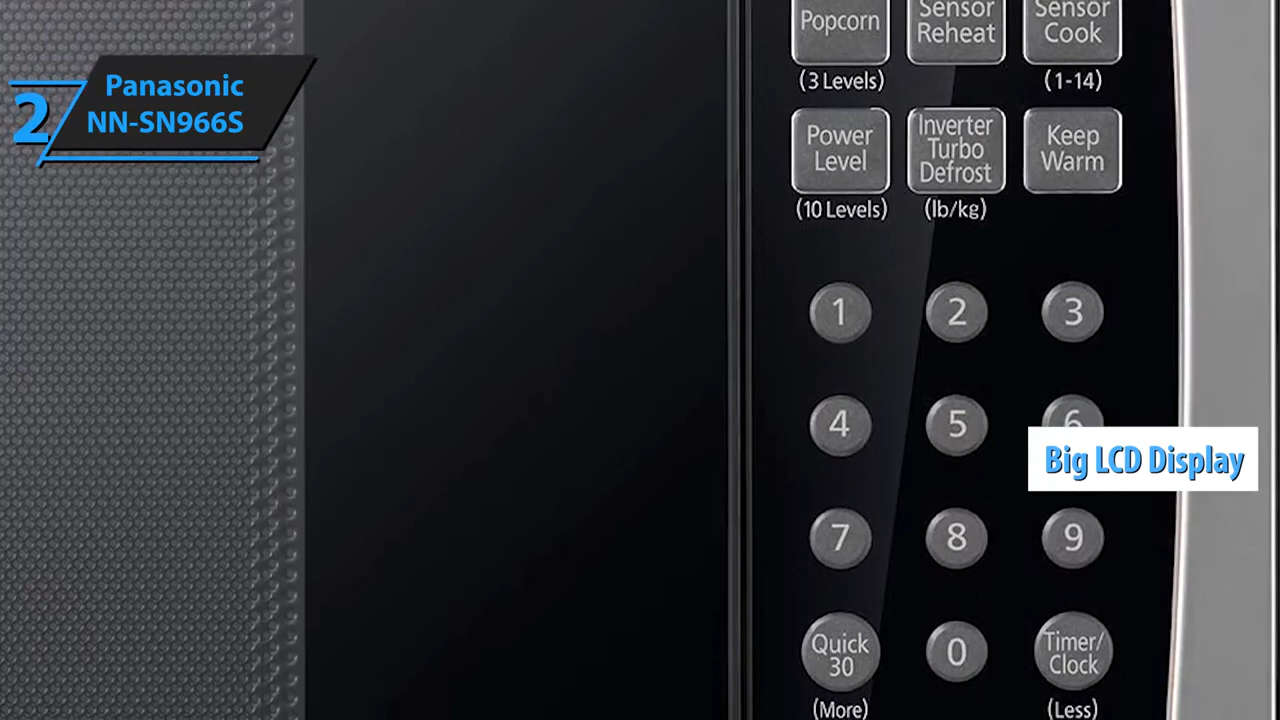 Popcorn
Sensor
Reheat
Sensor
Cook
(3 Levels)
(1-14)
2
Panasonic
NN-SN966S
Power
Level
Inverter
Turbo
Defrost
Keep
Warm
(10 Levels)
(lb/kg)
1
2
3
4
5
6
Big LCD Display
7
8
9
Quick
30
0
Timer/
Clock
(More)
(Less)